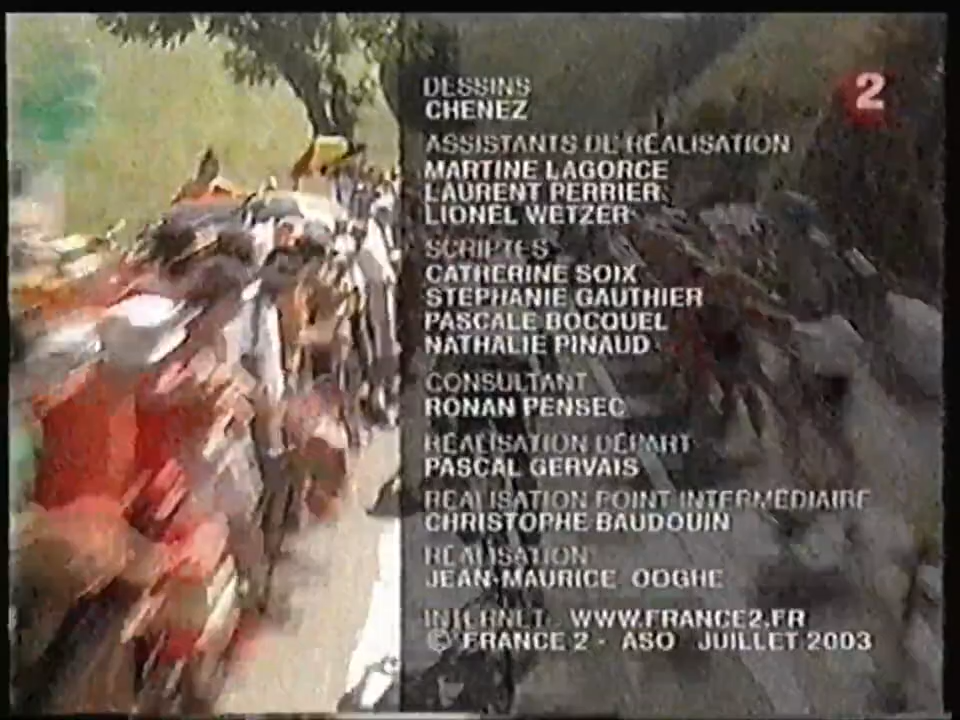 2
DESSINS
CHENEZ
ASSISTANTS DE RÉALISATION
MARTINE LAGORCE
LAURENT PERRIER
LIONEL WETZER
SCRIPTES
CATHERINE SOIX
STEPHANIE GAUTHIER
PASCALE BOCQUEL
NATHALIE PINAUD
CONSULTANT
RONAN PENSEC
RÉALISATION DÉPART
PASCAL GERVAIS
RÉALISATION POINT INTERMÉDIAIRE
CHRISTOPHE BAUDOUIN
RÉALISATION
JEAN-MAURICE OOGHE
INTERNET WWW.FRANCE2.FR
© FRANCE 2 - ASO JUILLET 2003